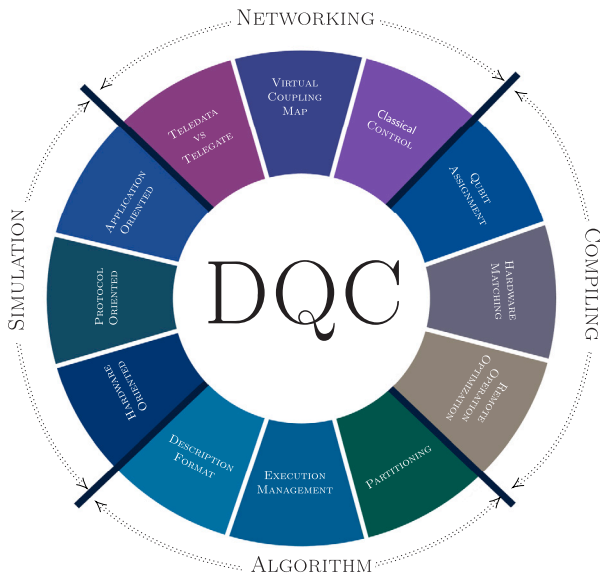 NETWORKING
TELEDATA
VS
TELEGATE
VIRTUAL
COUPLING
MAP
Classical
CONTROL
QUBIT
ASSIGNMENT
HARDWARE
MATCHING
REMOTE
OPERATION
OPTIMIZATION
COMPILING
PARTITIONING
EXECUTION
MANAGEMENT
DESCRIPTION
FORMAT
ALGORITHM
HARDWARE
ORIENTED
PROTOCOL
ORIENTED
APPLICATION
ORIENTED
SIMULATION
DQC